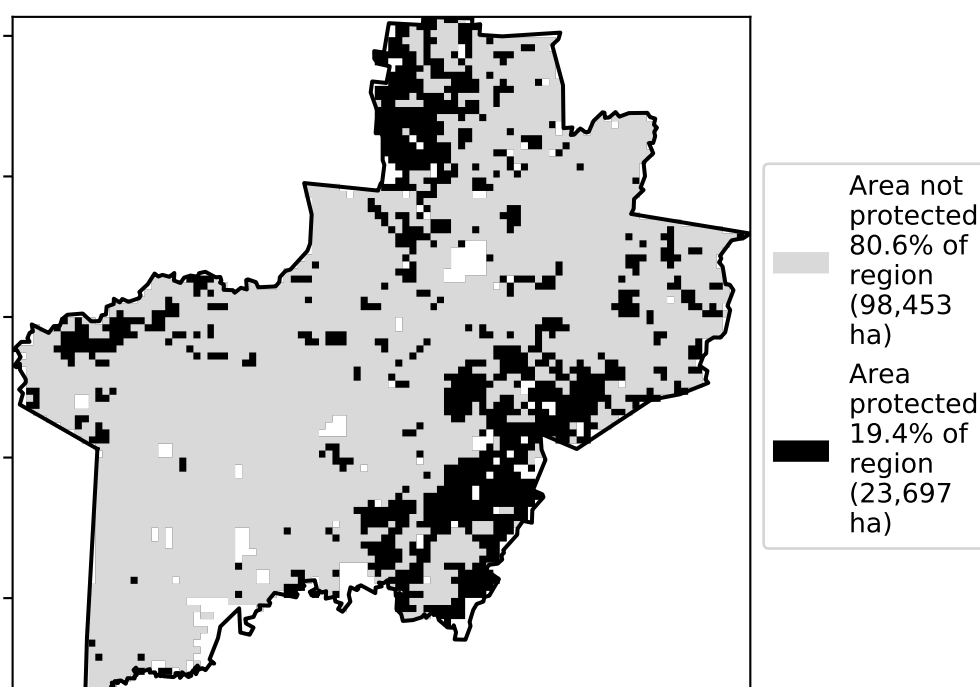 Area not
protected
80.6% of
region
(98,453
ha)
Area
protected
19.4% of
region
(23,697
ha)